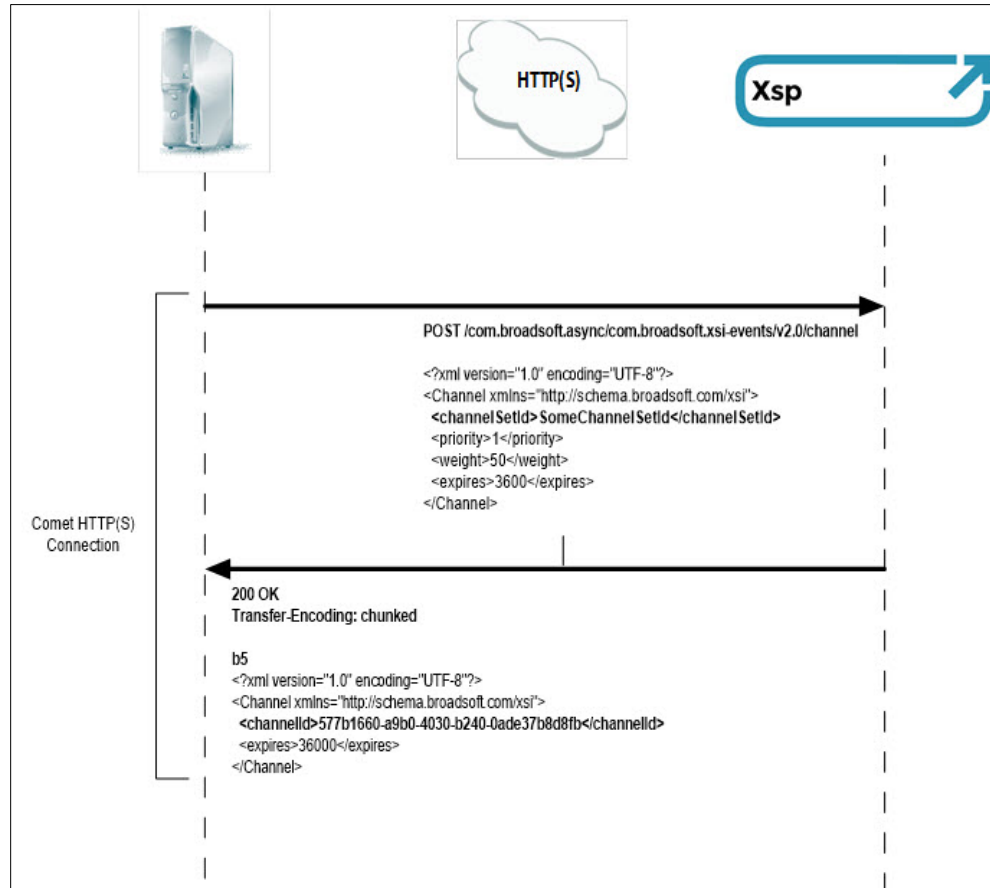 HTTP(S)
Xsp
POST /com.broadsoft.async/com.broadsoft.xsi-events/v2.0/channel
<?xml version="1.0" encoding="UTF-8"?>
<Channel xmlns="http://schema.broadsoft.com/xsi">
<channelSetId>SomeChannelSetId</channelSetId>
<priority>1</priority>
<weight>50</weight>
<expires>3600</expires>
</Channel>
Comet HTTP(S)
Connection
200 OK
Transfer-Encoding: chunked
b5
<?xml version="1.0" encoding="UTF-8"?>
<Channel xmlns="http://schema.broadsoft.com/xsi">
<channelId>577b1660-a9b0-4030-b240-0ade37b8d8fb</channelId>
<expires>36000</expires>
</Channel>